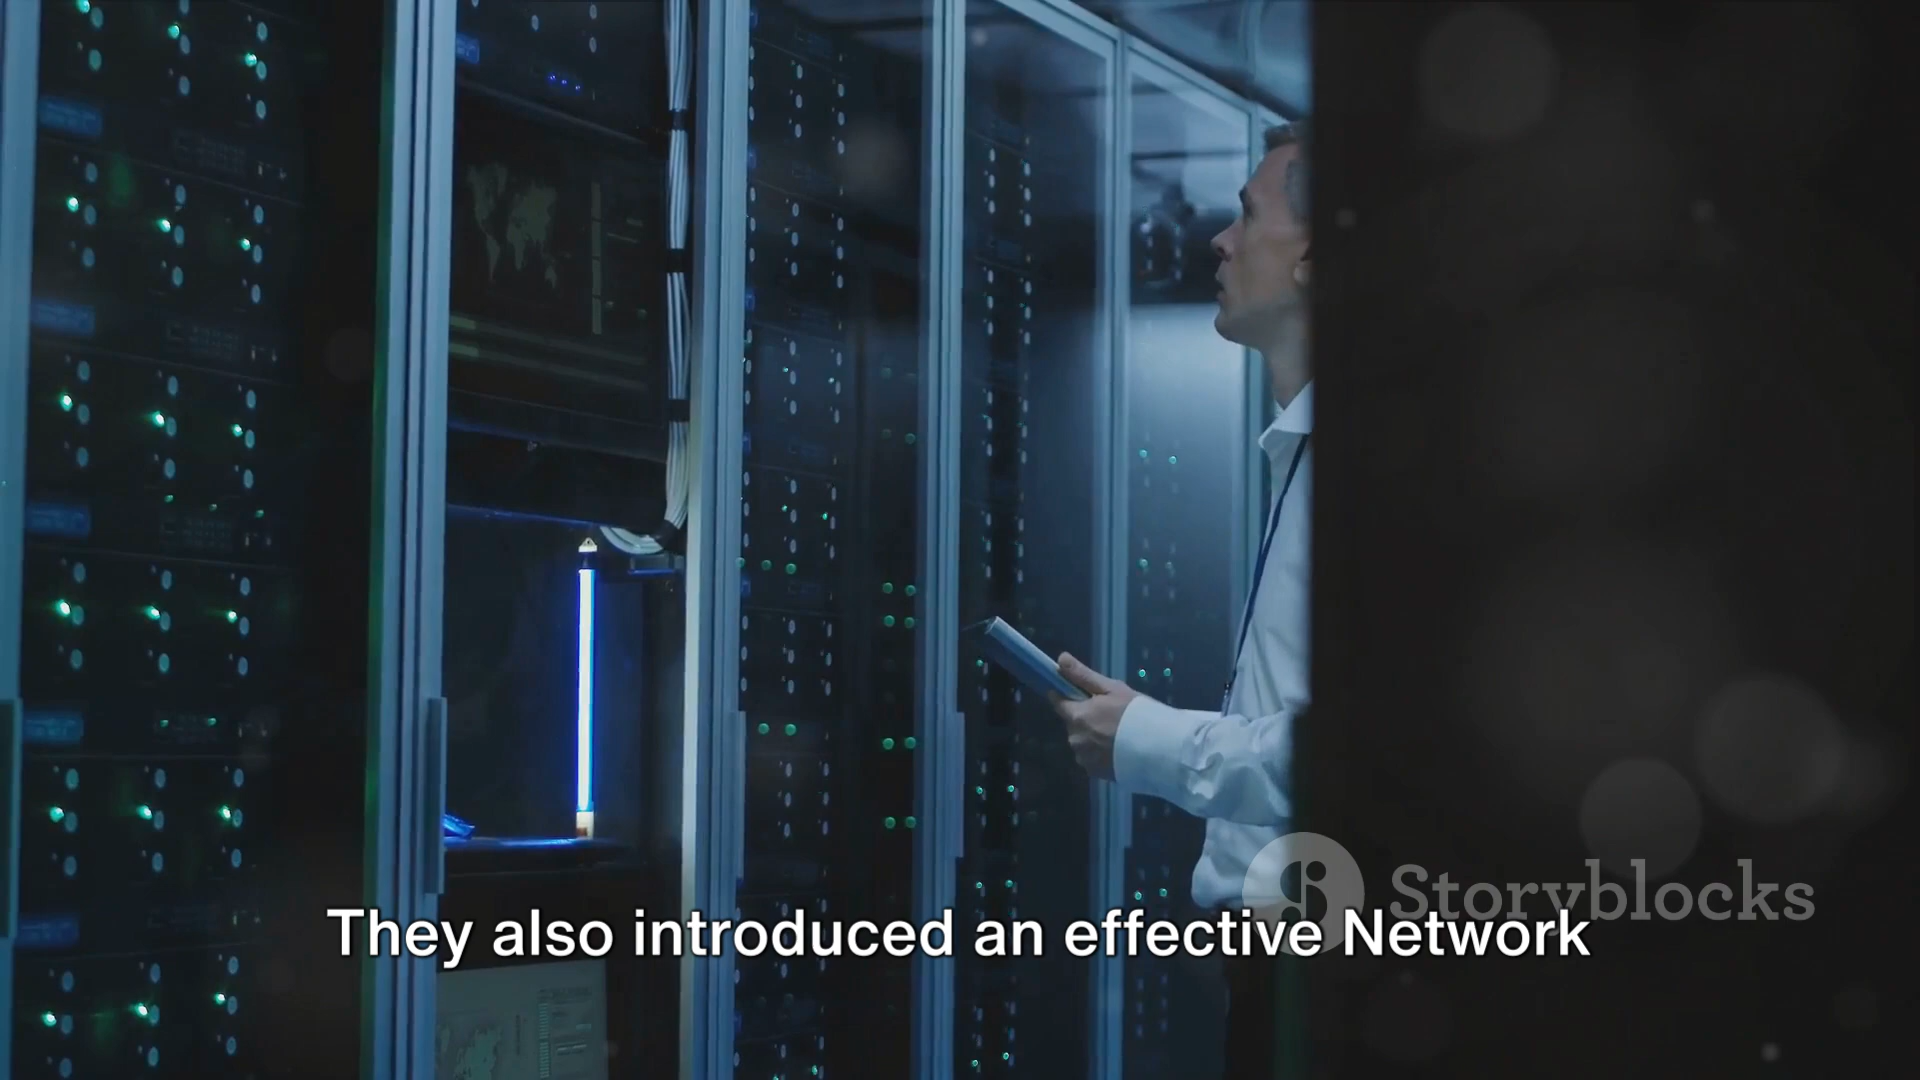 Storyblocks
They also introduced an effective Network